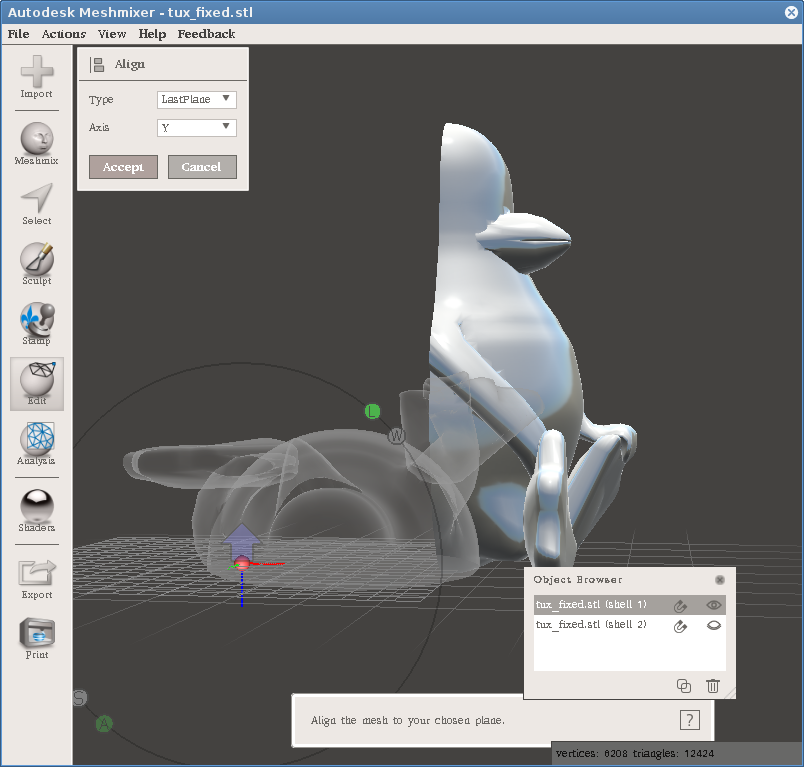 Autodesk Meshmixer - tux_fixed.stl
File Actions View Help Feedback
Import
Meshmix
Select
Sculpt
Stamp
Edit
Analysis
Shaders
Export
Print
Align
Type LastPlane
Axis Y
Accept Cancel
L
W
S
A
Object Browser
tux_fixed.stl (shell 1)
tux_fixed.stl (shell 2)
Align the mesh to your chosen plane. ?
vertices: 6208 triangles: 12424